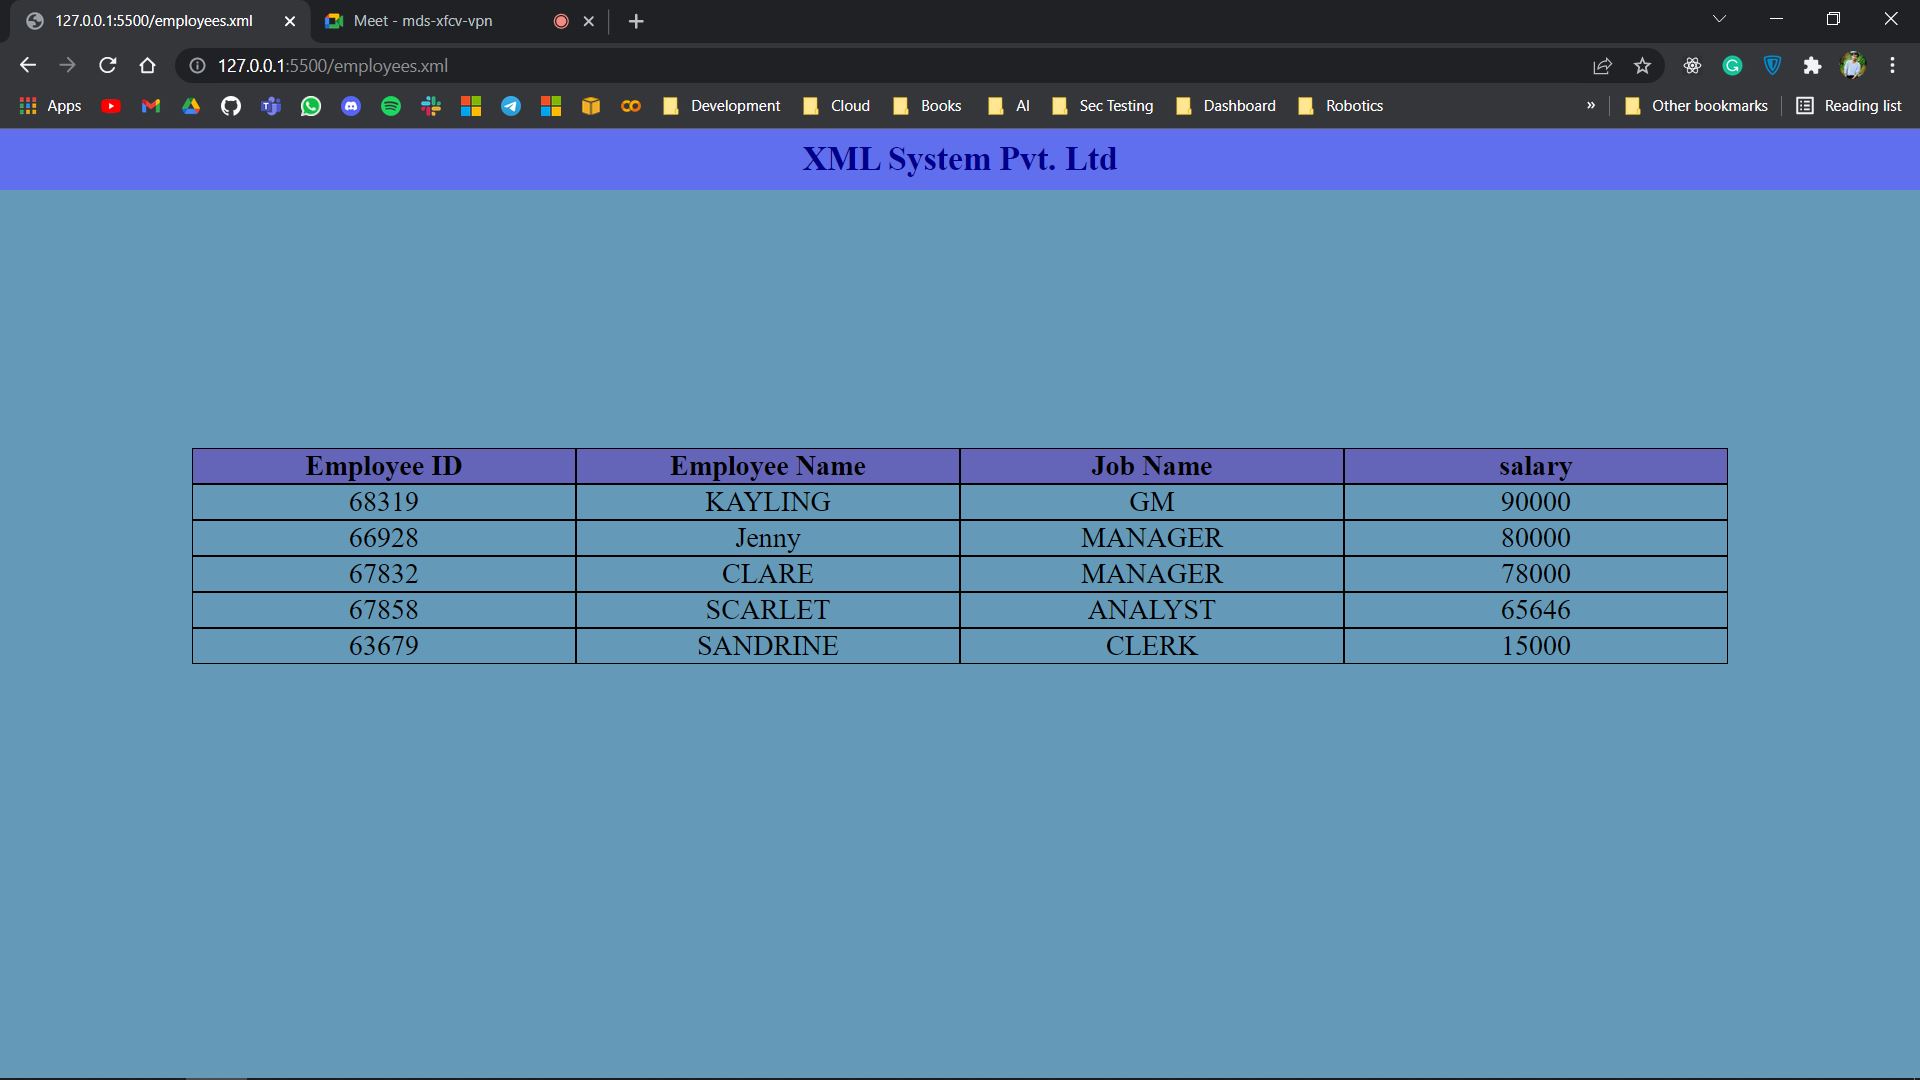 127.0.0.1:5500/employees.xml Meet - mds-xfcv-vpn
127.0.0.1:5500/employees.xml
Apps Development Cloud Books AI Sec Testing Dashboard Robotics » Other bookmarks Reading list
XML System Pvt. Ltd
Employee ID Employee Name Job Name salary
68319 KAYLING GM 90000
66928 Jenny MANAGER 80000
67832 CLARE MANAGER 78000
67858 SCARLET ANALYST 65646
63679 SANDRINE CLERK 15000